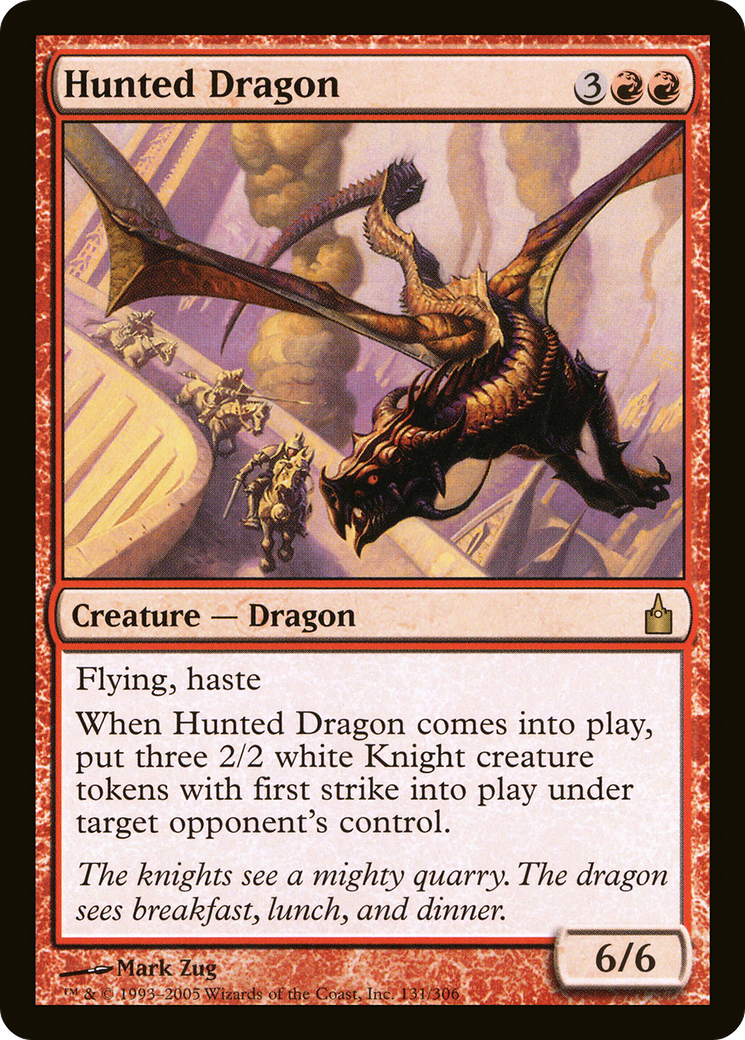 Hunted Dragon 3
Creature — Dragon
Flying, haste
When Hunted Dragon comes into play,
put three 2/2 white Knight creature
tokens with first strike into play under
target opponent's control.
The knights see a mighty quarry. The dragon
sees breakfast, lunch, and dinner.
6/6
Mark Zug
™ & © 1993–2005 Wizards of the Coast, Inc. 131/306